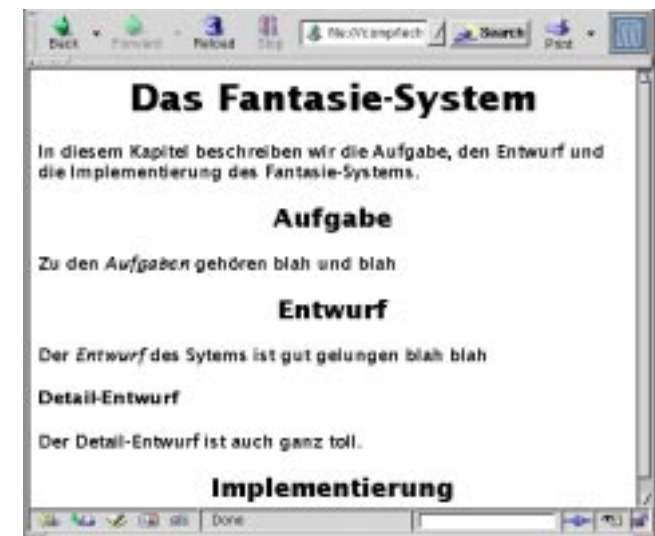 Back Forward Reload Stop Search Print
Das Fantasie-System
In diesem Kapitel beschreiben wir die Aufgabe, den Entwurf und
die Implementierung des Fantasie-Systems.
Aufgabe
Zu den Aufgaben gehören blah und blah
Entwurf
Der Entwurf des Sytems ist gut gelungen blah blah
Detail-Entwurf
Der Detail-Entwurf ist auch ganz toll.
Implementierung
Done